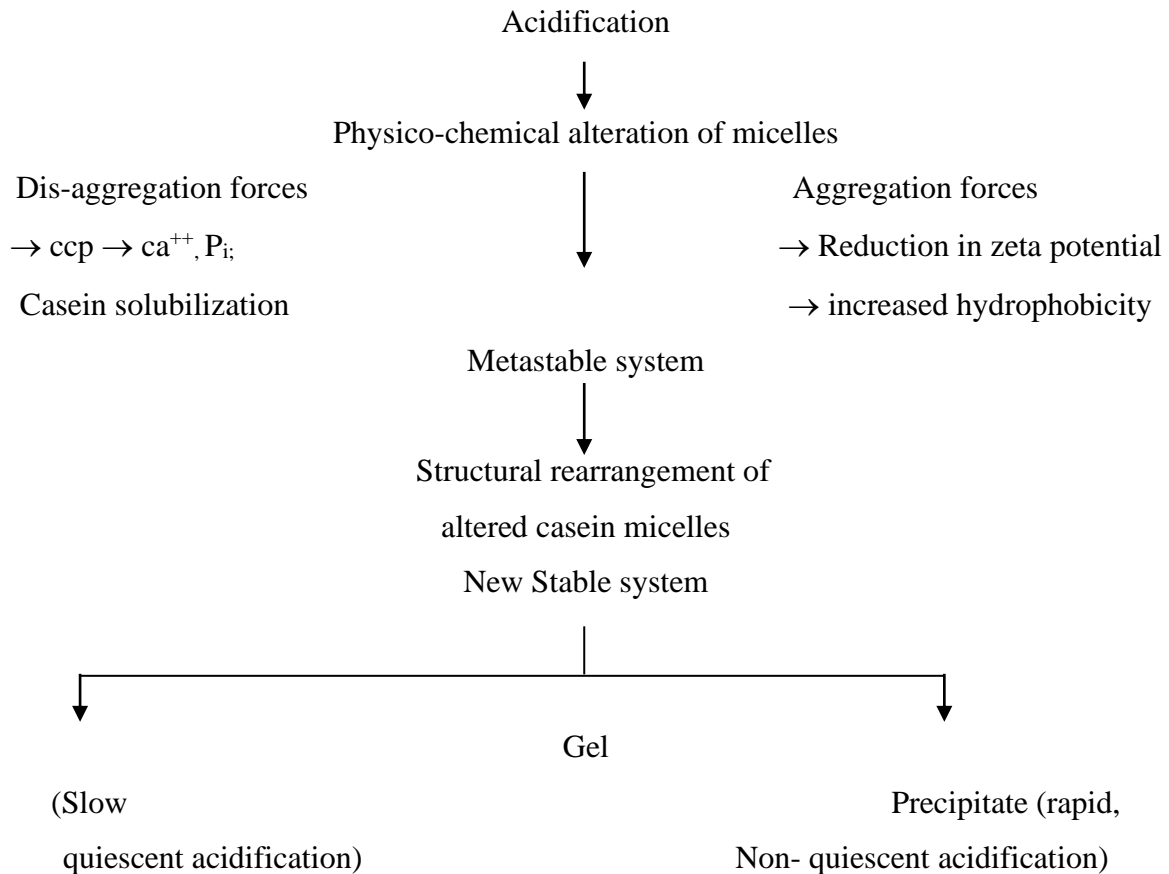 Acidification
Physico-chemical alteration of micelles
Dis-aggregation forces
Aggregation forces
→ ccp → ca⁺⁺, Pi;
→ Reduction in zeta potential
Casein solubilization
→ increased hydrophobicity
Metastable system
Structural rearrangement of
altered casein micelles
New Stable system
Gel
(Slow
Precipitate (rapid,
quiescent acidification)
Non- quiescent acidification)